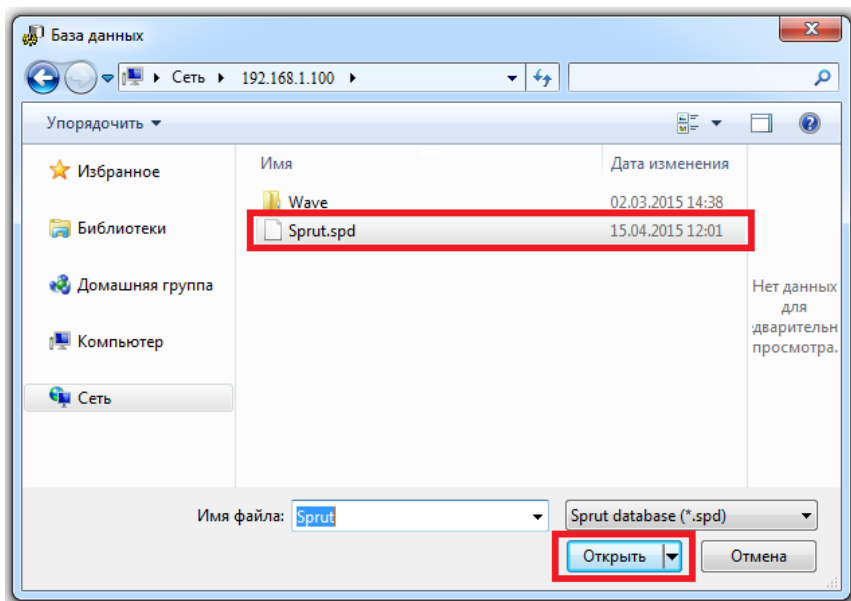 База данных
Сеть 192.168.1.100
Упорядочить
Избранное
Библиотеки
Домашняя группа
Компьютер
Сеть
Имя Дата изменения
Wave 02.03.2015 14:38
Sprut.spd 15.04.2015 12:01
Нет данных
для
дварительн
просмотра.
Имя файла: Sprut Sprut database (*.spd)
Открыть Отмена